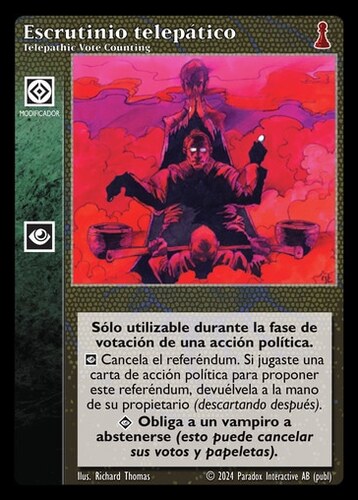 Escrutinio telepático
Telepathic Vote Counting
MODIFICADOR
Sólo utilizable durante la fase de
votación de una acción política.
Cancela el referéndum. Si jugaste una
carta de acción política para proponer
este referéndum, devuélvela a la mano
de su propietario (descartando después).
Obliga a un vampiro a
abstenerse (esto puede cancelar
sus votos y papeletas).
Ilus. Richard Thomas
© 2024 Paradox Interactive AB (publ)